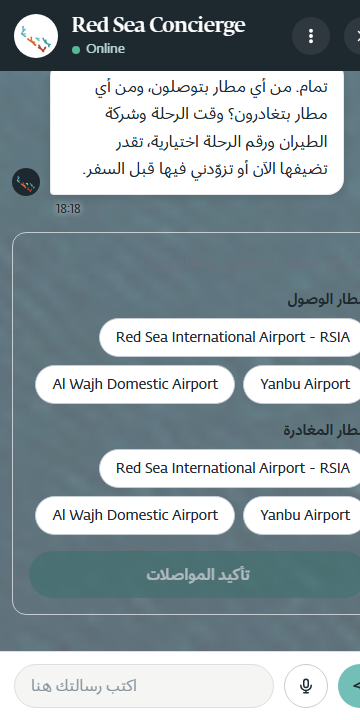 Red Sea Concierge
Online
تمام. من أي مطار بتوصلون، ومن أي
مطار بتغادرون؟ وقت الرحلة وشركة
الطيران ورقم الرحلة اختيارية، تقدر
تضيفها الآن أو تزوّدني فيها قبل السفر.
18:18
مطار الوصول
Red Sea International Airport - RSIA
Al Wajh Domestic Airport
Yanbu Airport
مطار المغادرة
Red Sea International Airport - RSIA
Al Wajh Domestic Airport
Yanbu Airport
تأكيد المواصلات
اكتب رسالتك هنا